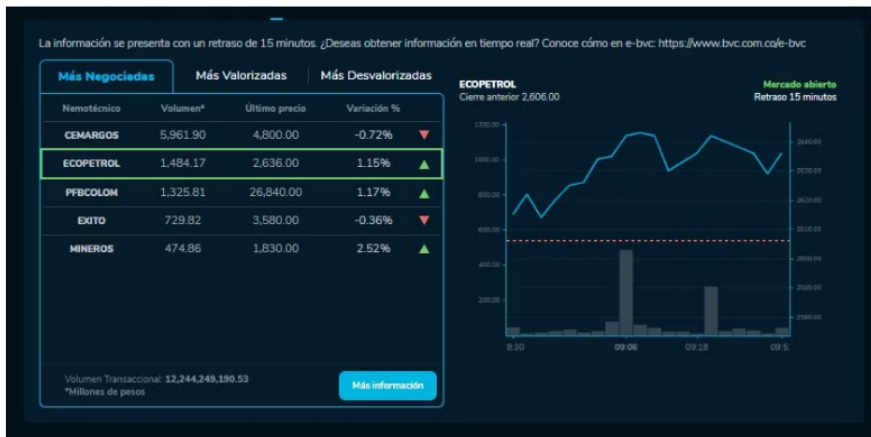 La información se presenta con un retraso de 15 minutos. ¿Deseas obtener información en tiempo real? Conoce cómo en e-bvc: https://www.bvc.com.co/e-bvc
Más Negociadas Más Valorizadas Más Desvalorizadas
Nemotécnico Volumen* Último precio Variación %
CEMARGOS 5,961.90 4,800.00 -0.72% ▼
ECOPETROL 1,484.17 2,636.00 1.15% ▲
PFBCOLOM 1,325.81 26,840.00 1.17% ▲
EXITO 729.82 3,580.00 -0.36% ▼
MINEROS 474.86 1,830.00 2.52% ▲
Volumen Transaccional: 12,244,249,190.53
*Millones de pesos
Más información
ECOPETROL Mercado abierto
Cierre anterior 2,606.00 Retraso 15 minutos
1200.00
2640.00
1000.00
2630.00
800.00
2620.00
600.00
2610.00
400.00
2600.00
2590.00
200.00
2580.00
8:30 09:06 09:18 09:5